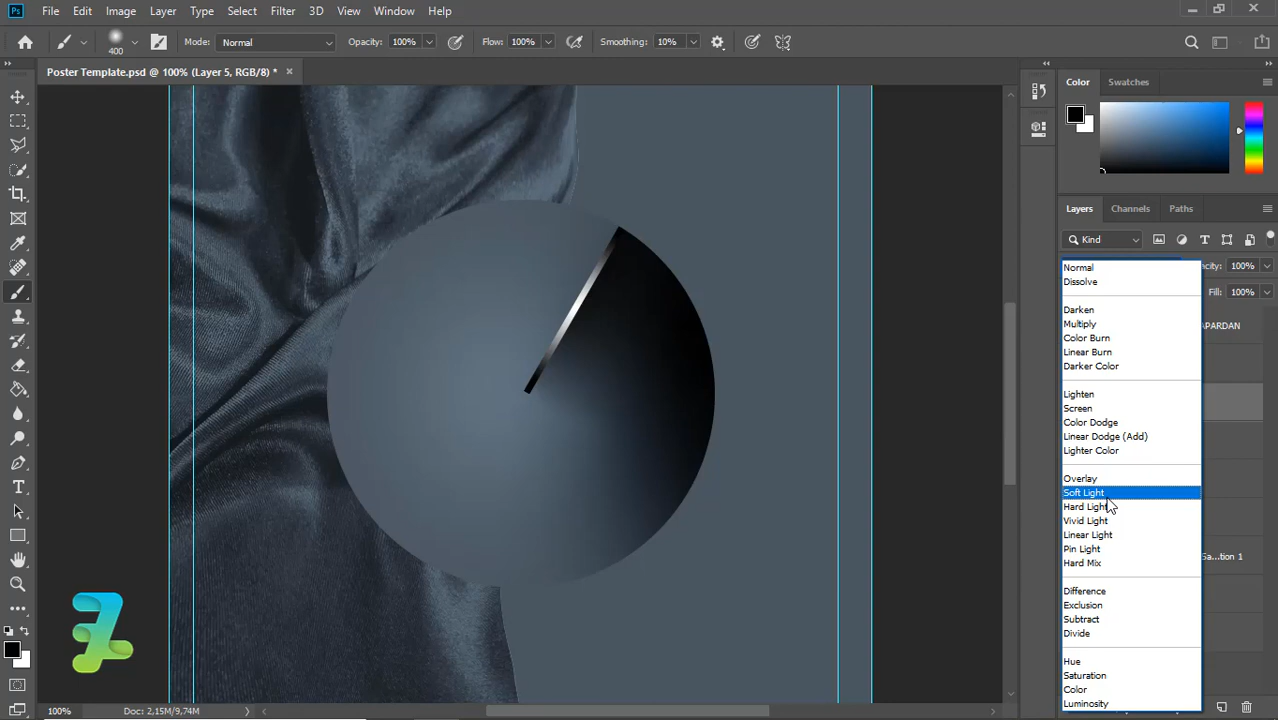 Ps File Edit Image Layer Type Select Filter 3D View Window Help
400 Mode: Normal Opacity: 100% Flow: 100% Smoothing: 10%
Poster Template.psd @ 100% (Layer 5, RGB/8) *
Color Swatches
Layers Channels Paths
Kind
acity: 100%
Fill: 100%
Normal
Dissolve
Darken
Multiply
Color Burn
Linear Burn
Darker Color
Lighten
Screen
Color Dodge
Linear Dodge (Add)
Lighter Color
Overlay
Soft Light
Hard Light
Vivid Light
Linear Light
Pin Light
Hard Mix
Difference
Exclusion
Subtract
Divide
Hue
Saturation
Color
Luminosity
APARDAN
Ga...tion 1
100% Doc: 2,15M/9,74M